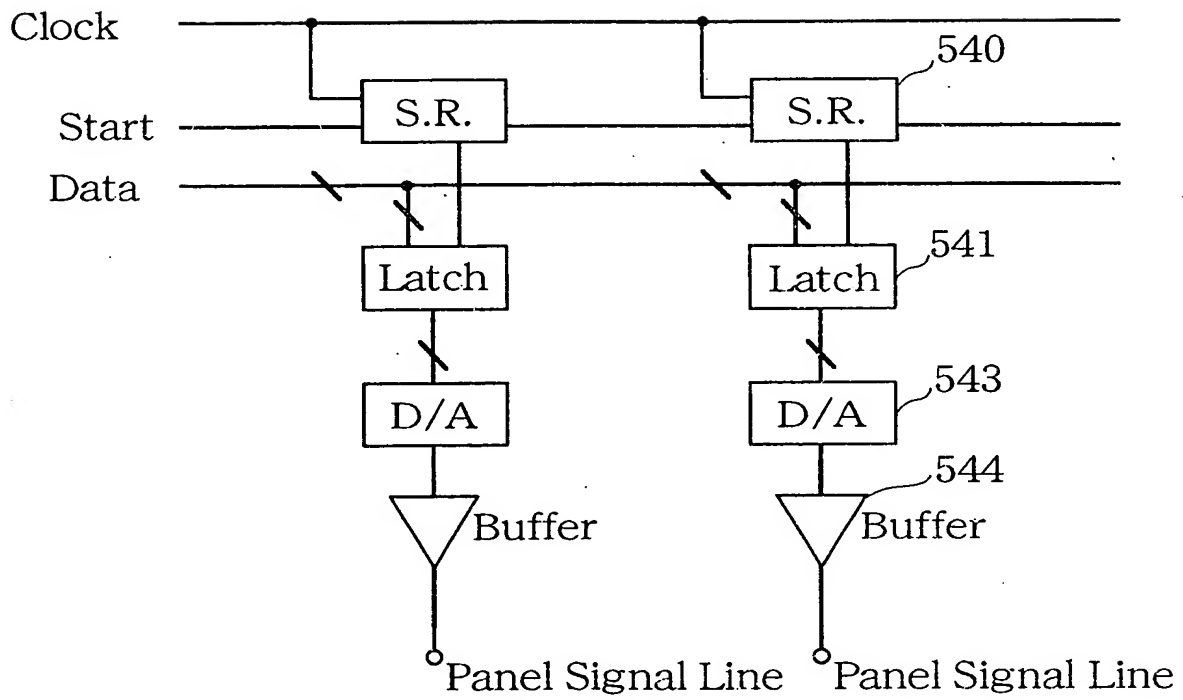 Clock
540
S.R. S.R.
Start
Data
541
Latch Latch
543
D/A D/A
544
Buffer Buffer
Panel Signal Line Panel Signal Line